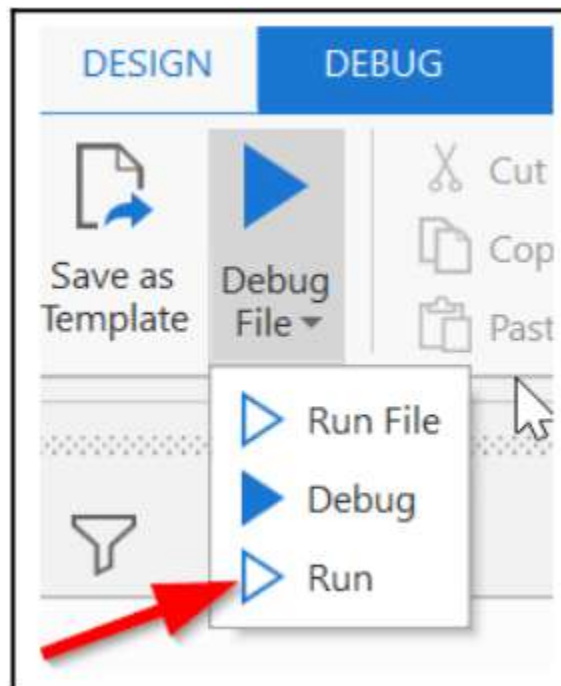 DESIGN DEBUG
Save as
Template
Debug
File
Cut
Cop
Past
Run File
Debug
Run